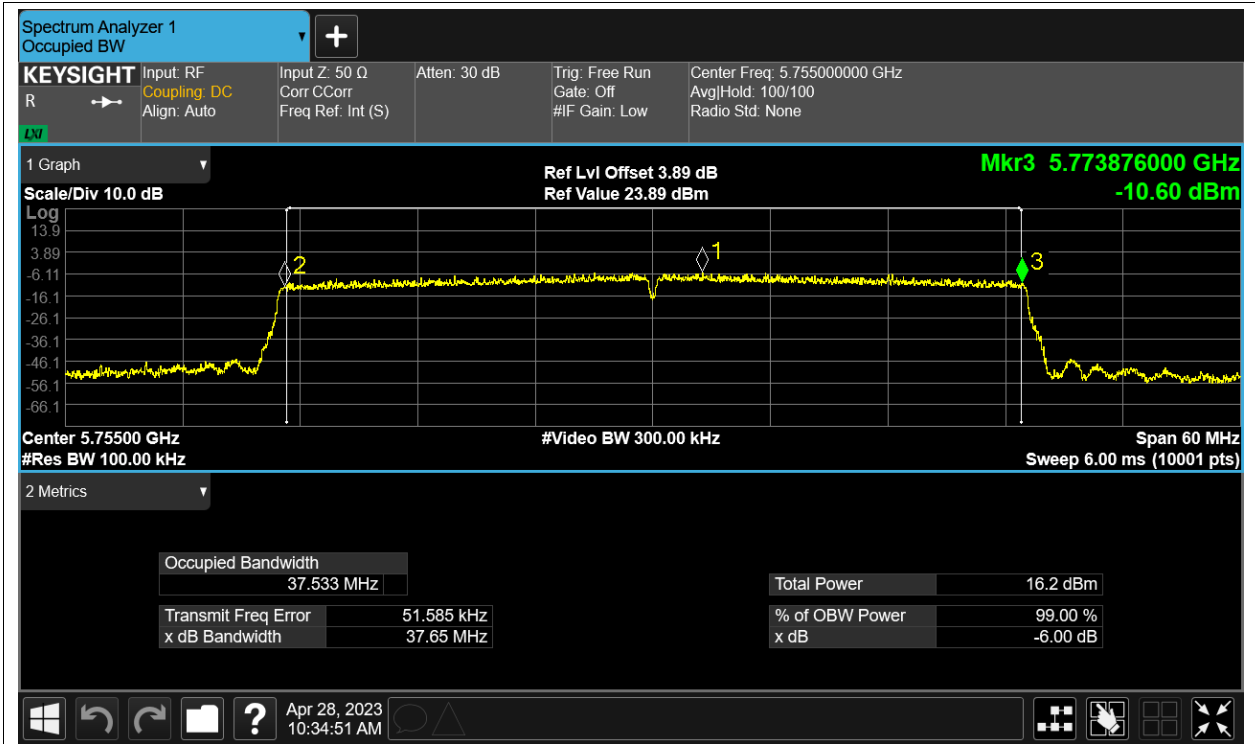 Spectrum Analyzer 1
Occupied BW
KEYSIGHT
R
LXI
Input: RF
Coupling: DC
Align: Auto
Input Z: 50 Ω
Corr CCorr
Freq Ref: Int (S)
Atten: 30 dB
Trig: Free Run
Gate: Off
#IF Gain: Low
Center Freq: 5.755000000 GHz
Avg|Hold: 100/100
Radio Std: None
1 Graph
Scale/Div 10.0 dB
Ref Lvl Offset 3.89 dB
Ref Value 23.89 dBm
Mkr3 5.773876000 GHz
-10.60 dBm
Log
13.9
3.89
-6.11
-16.1
-26.1
-36.1
-46.1
-56.1
-66.1
2
1
3
Center 5.75500 GHz
#Res BW 100.00 kHz
#Video BW 300.00 kHz
Span 60 MHz
Sweep 6.00 ms (10001 pts)
2 Metrics
Occupied Bandwidth
37.533 MHz
Transmit Freq Error 51.585 kHz
x dB Bandwidth 37.65 MHz
Total Power 16.2 dBm
% of OBW Power 99.00 %
x dB -6.00 dB
?
Apr 28, 2023
10:34:51 AM